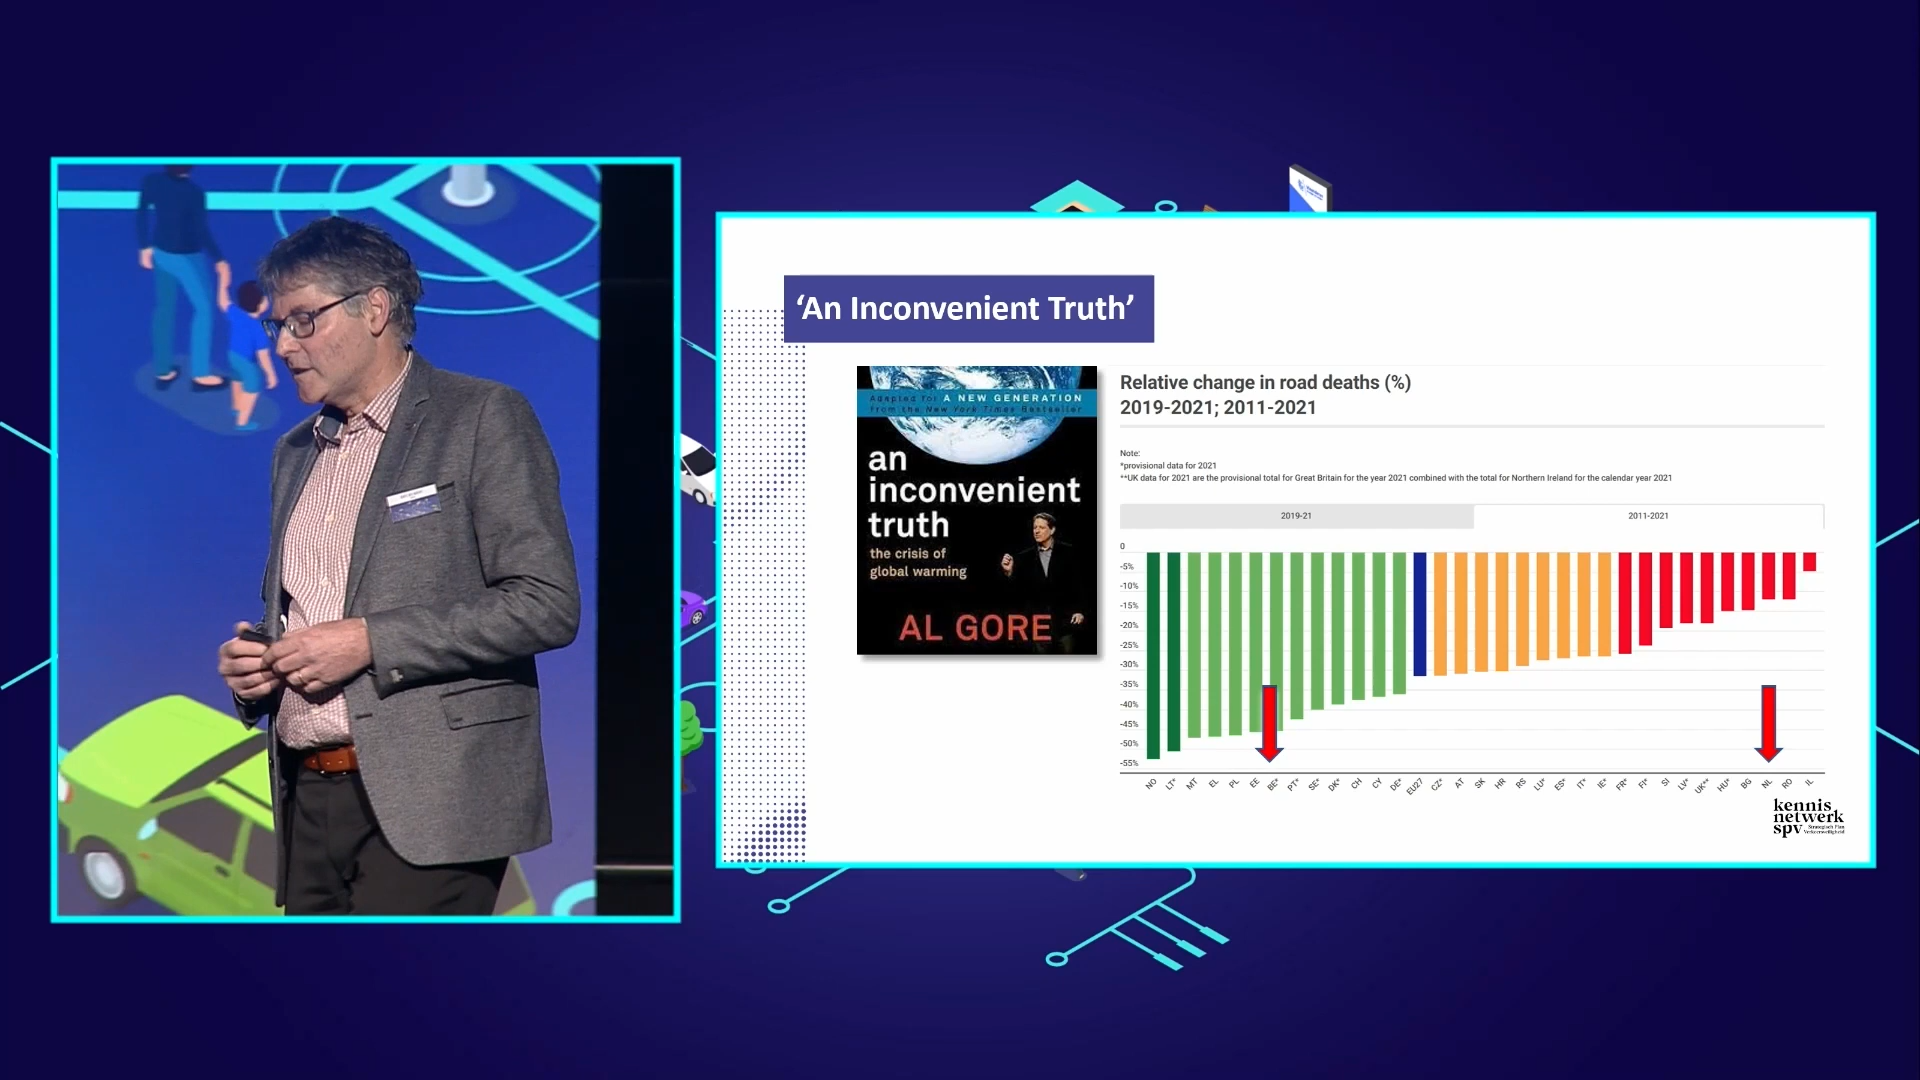 ‘An Inconvenient Truth’
Adapted for A NEW GENERATION
from the New York Times Bestseller
an
inconvenient
truth
the crisis of
global warming
AL GORE
Relative change in road deaths (%)
2019-2021; 2011-2021
Note:
*provisional data for 2021
**UK data for 2021 are the provisional total for Great Britain for the year 2021 combined with the total for Northern Ireland for the calendar year 2021
2019-21 2011-2021
0
-5%
-10%
-15%
-20%
-25%
-30%
-35%
-40%
-45%
-50%
-55%
NO LT* MT EL PL EE BE* PT* SE* DK* CH CY DE* EU27 CZ* AT SK HR RS LU* ES* IT* IE* FR* FI* SI LV* UK** HU* BG NL RO IL
kennis
netwerk
spv Strategisch Plan
Verkeersveiligheid